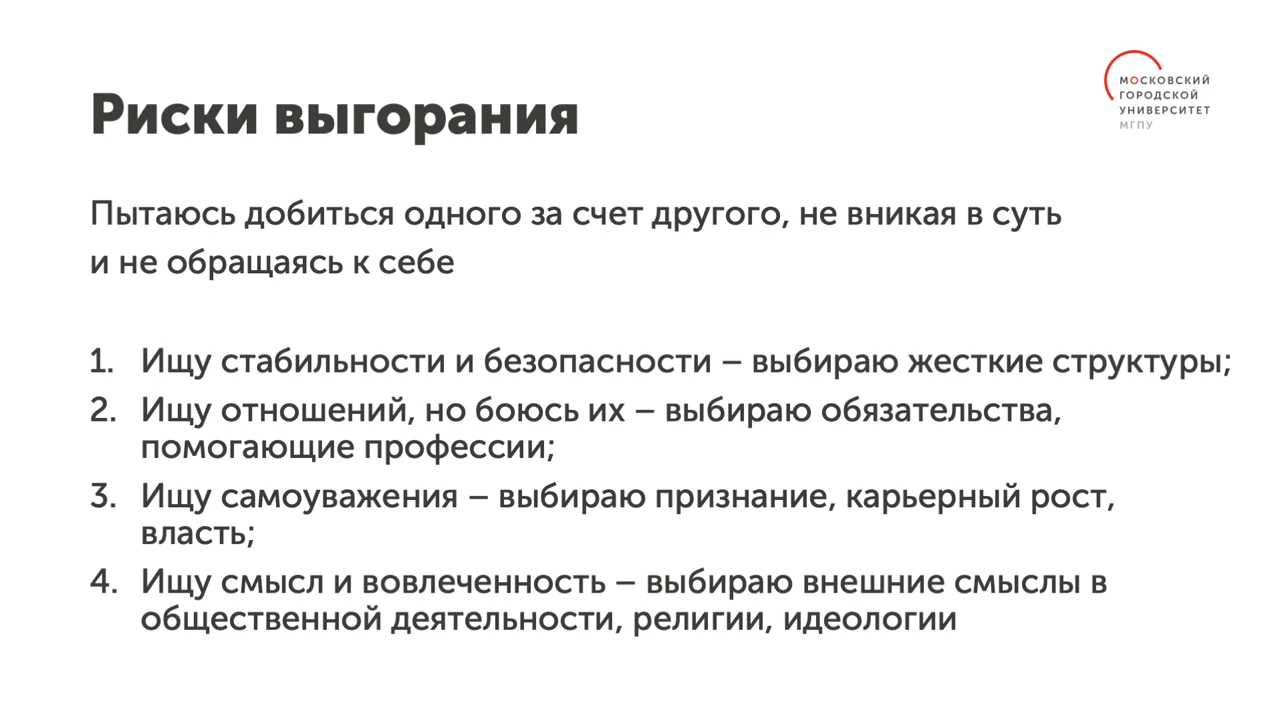 МОСКОВСКИЙ
ГОРОДСКОЙ
УНИВЕРСИТЕТ
МГПУ
Риски выгорания
Пытаюсь добиться одного за счет другого, не вникая в суть
и не обращаясь к себе
1. Ищу стабильности и безопасности – выбираю жесткие структуры;
2. Ищу отношений, но боюсь их – выбираю обязательства,
помогающие профессии;
3. Ищу самоуважения – выбираю признание, карьерный рост,
власть;
4. Ищу смысл и вовлеченность – выбираю внешние смыслы в
общественной деятельности, религии, идеологии